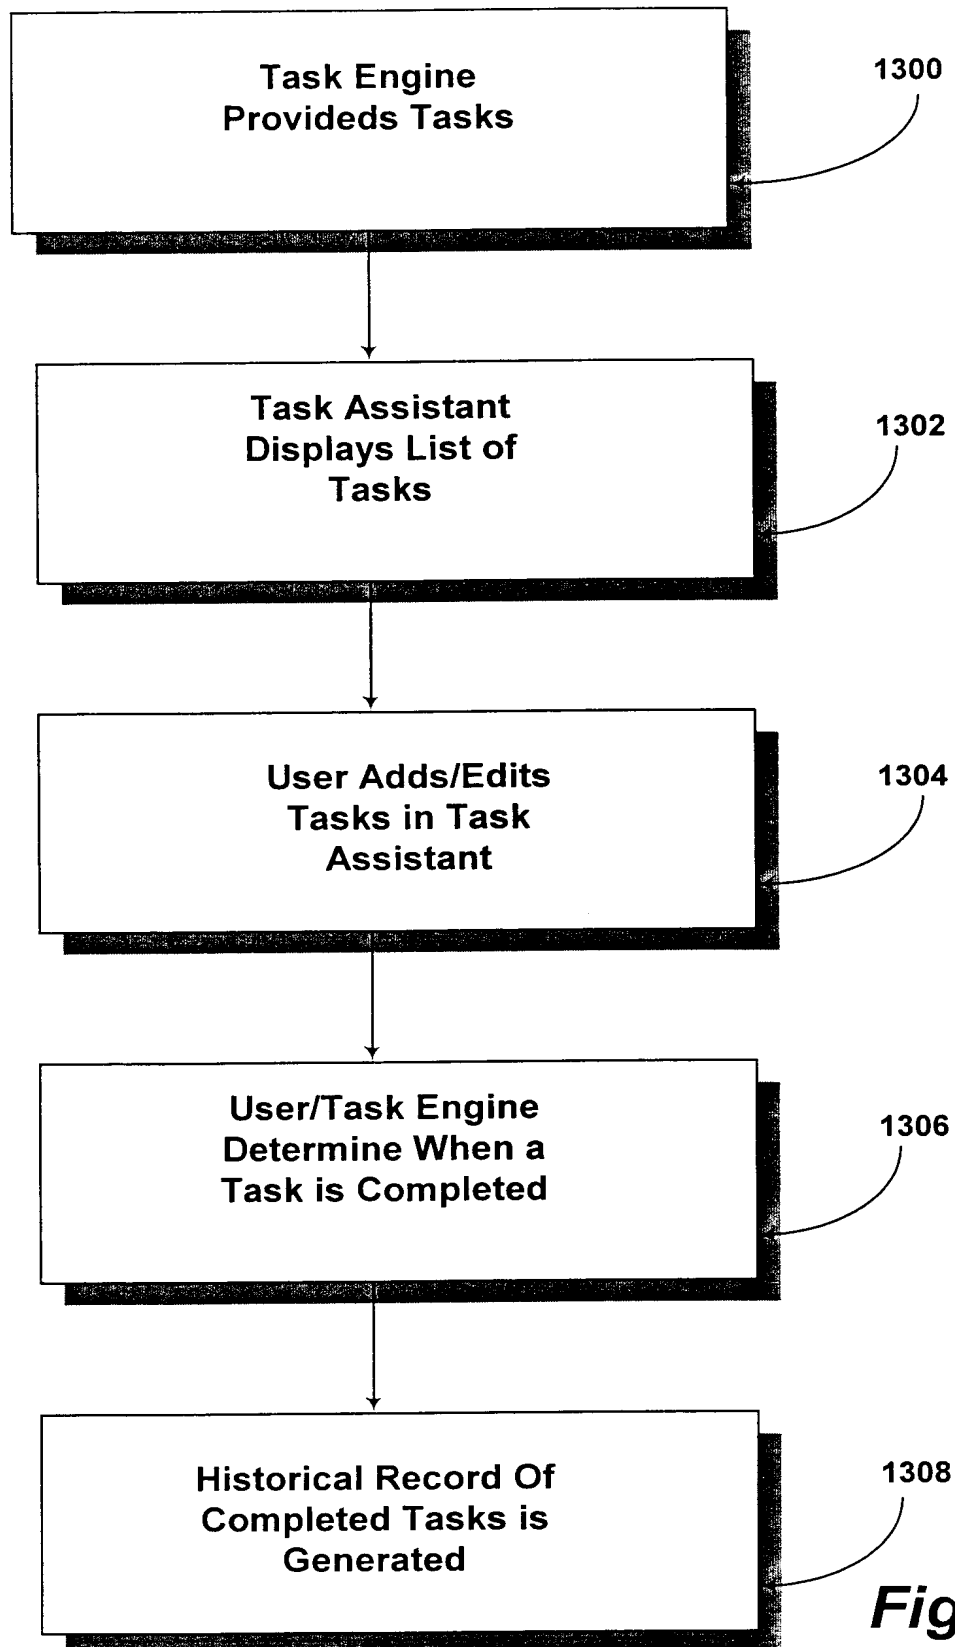 Task Engine
Provideds Tasks
1300
Task Assistant
Displays List of
Tasks
1302
User Adds/Edits
Tasks in Task
Assistant
1304
User/Task Engine
Determine When a
Task is Completed
1306
Historical Record Of
Completed Tasks is
Generated
1308
Fig